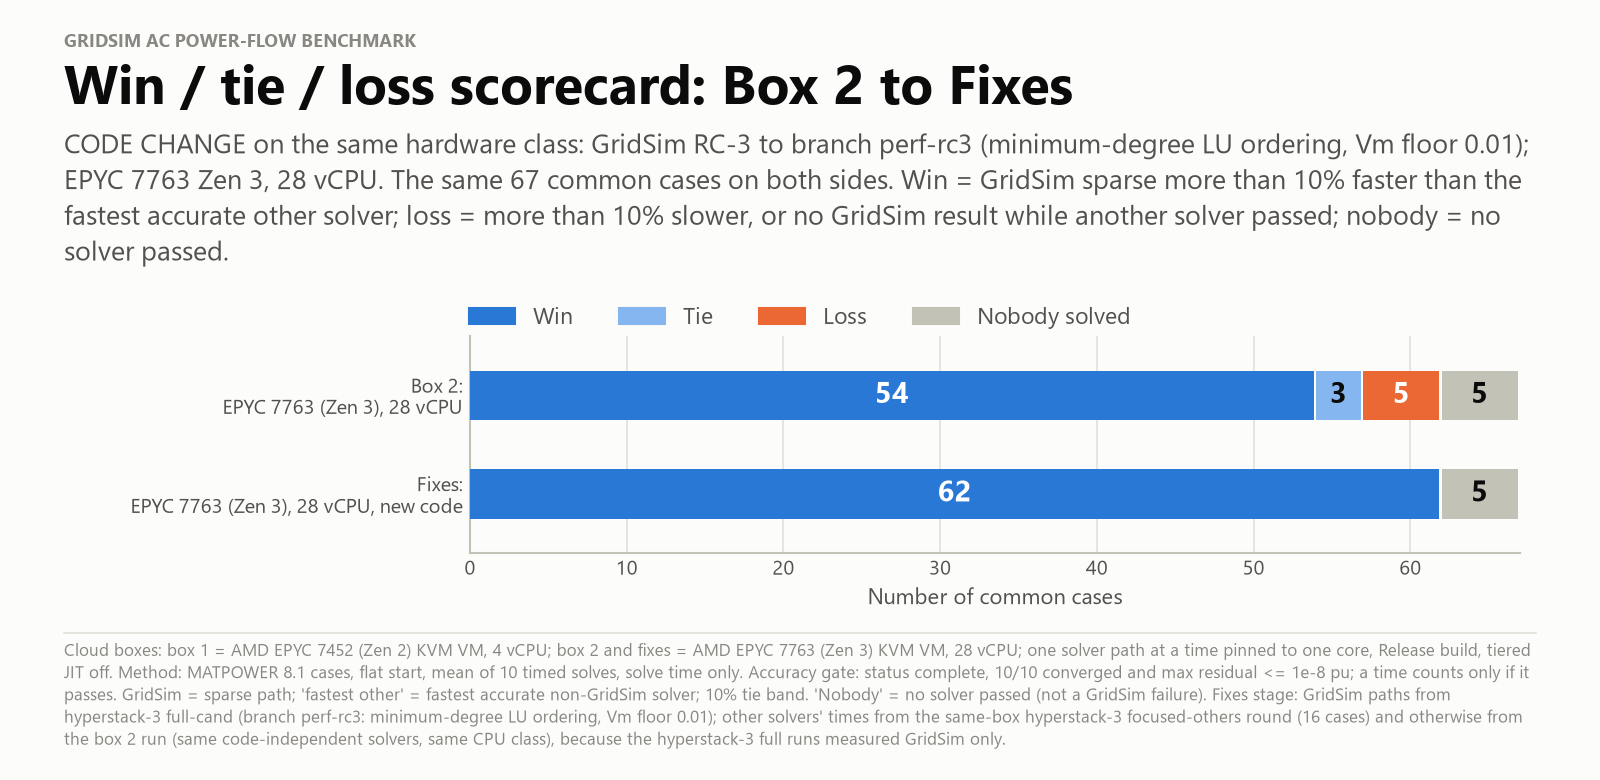 GRIDSIM AC POWER-FLOW BENCHMARK
Win / tie / loss scorecard: Box 2 to Fixes
CODE CHANGE on the same hardware class: GridSim RC-3 to branch perf-rc3 (minimum-degree LU ordering, Vm floor 0.01);
EPYC 7763 Zen 3, 28 vCPU. The same 67 common cases on both sides. Win = GridSim sparse more than 10% faster than the
fastest accurate other solver; loss = more than 10% slower, or no GridSim result while another solver passed; nobody = no
solver passed.
Win Tie Loss Nobody solved
Box 2:
EPYC 7763 (Zen 3), 28 vCPU
54 3 5 5
Fixes:
EPYC 7763 (Zen 3), 28 vCPU, new code
62 5
0 10 20 30 40 50 60
Number of common cases
Cloud boxes: box 1 = AMD EPYC 7452 (Zen 2) KVM VM, 4 vCPU; box 2 and fixes = AMD EPYC 7763 (Zen 3) KVM VM, 28 vCPU; one solver path at a time pinned to one core, Release build, tiered
JIT off. Method: MATPOWER 8.1 cases, flat start, mean of 10 timed solves, solve time only. Accuracy gate: status complete, 10/10 converged and max residual <= 1e-8 pu; a time counts only if it
passes. GridSim = sparse path; 'fastest other' = fastest accurate non-GridSim solver; 10% tie band. 'Nobody' = no solver passed (not a GridSim failure). Fixes stage: GridSim paths from
hyperstack-3 full-cand (branch perf-rc3: minimum-degree LU ordering, Vm floor 0.01); other solvers' times from the same-box hyperstack-3 focused-others round (16 cases) and otherwise from
the box 2 run (same code-independent solvers, same CPU class), because the hyperstack-3 full runs measured GridSim only.